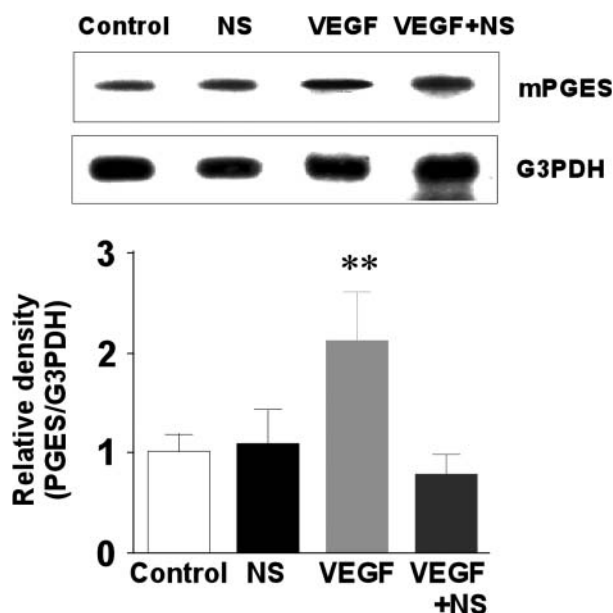 Control NS VEGF VEGF+NS
mPGES
G3PDH
3
**
2
1
0
Relative density
(PGES/G3PDH)
Control NS VEGF VEGF
+NS